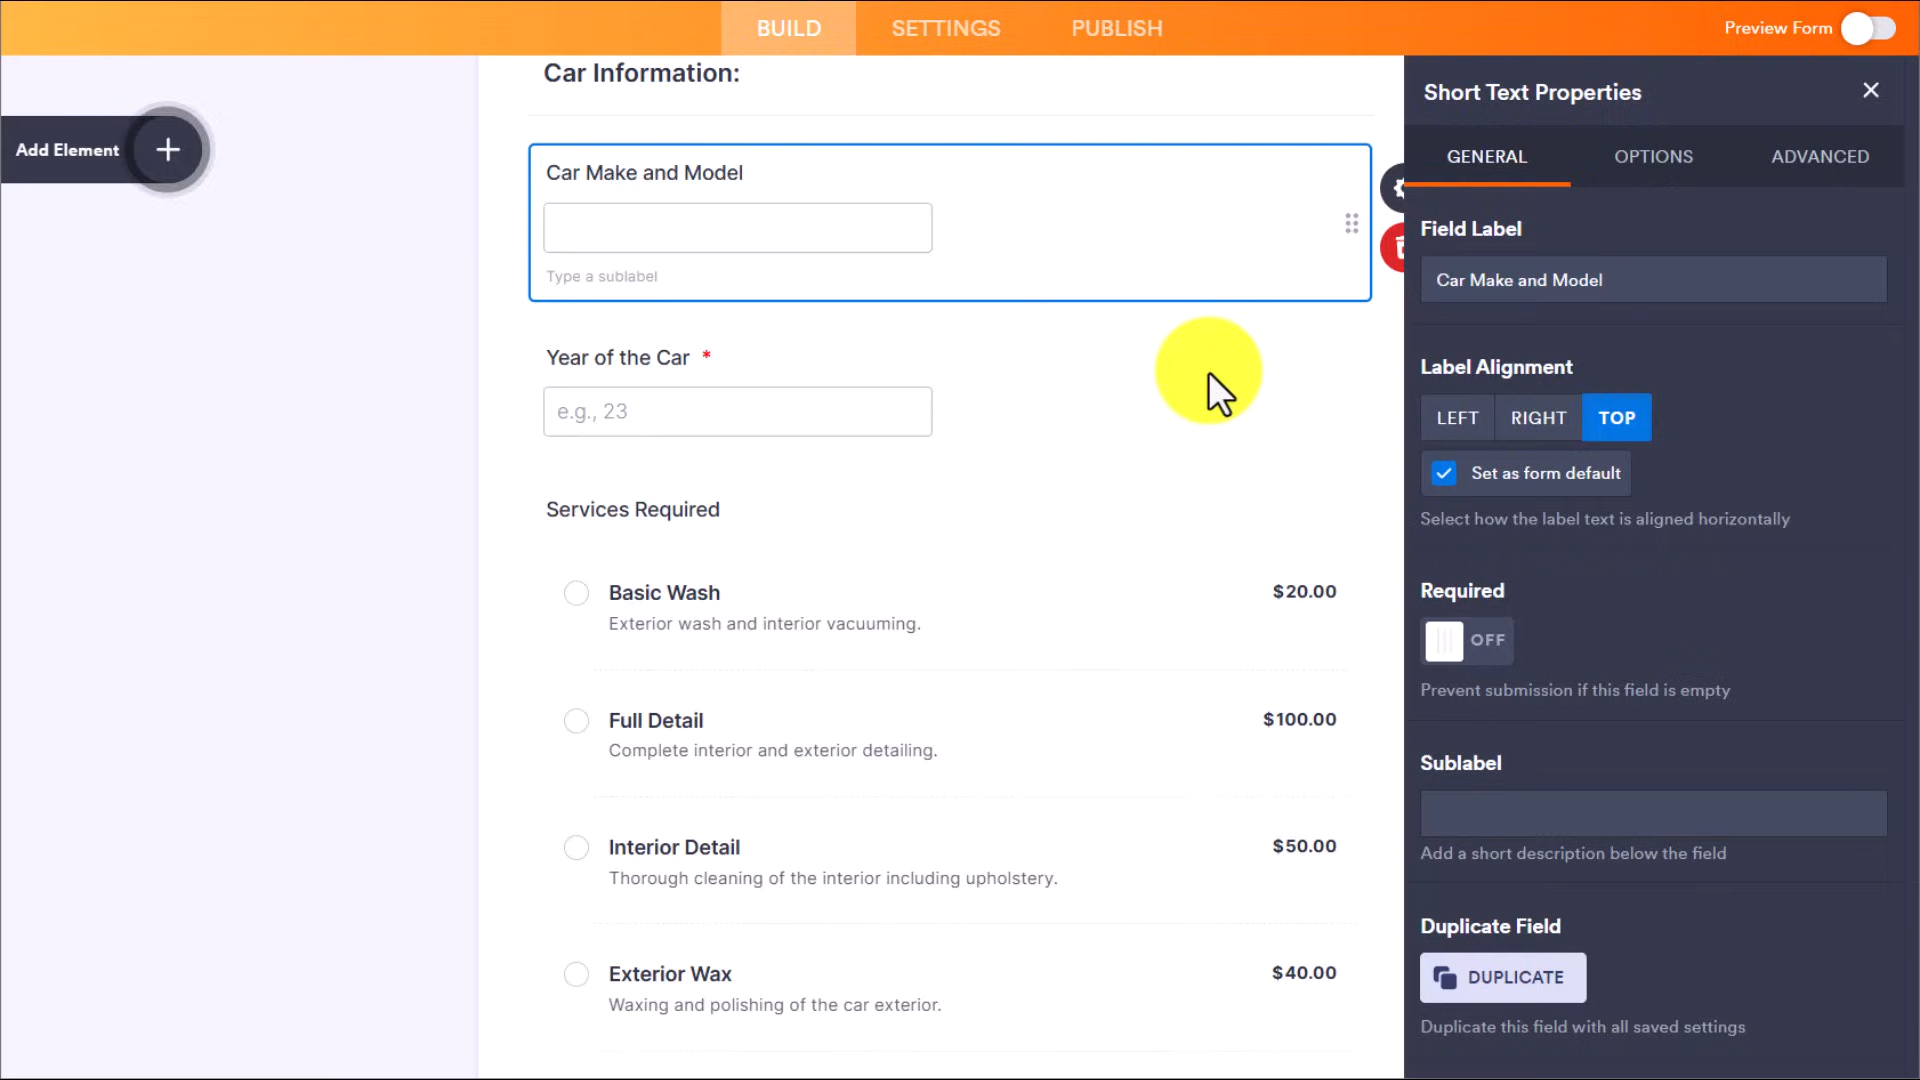 BUILD
SETTINGS
PUBLISH
Preview Form
Add Element
Car Information:
Car Make and Model
Type a sublabel
Year of the Car *
e.g., 23
Services Required
Basic Wash
$20.00
Exterior wash and interior vacuuming.
Full Detail
$100.00
Complete interior and exterior detailing.
Interior Detail
$50.00
Thorough cleaning of the interior including upholstery.
Exterior Wax
$40.00
Waxing and polishing of the car exterior.
Short Text Properties
GENERAL
OPTIONS
ADVANCED
Field Label
Car Make and Model
Label Alignment
LEFT
RIGHT
TOP
Set as form default
Select how the label text is aligned horizontally
Required
OFF
Prevent submission if this field is empty
Sublabel
Add a short description below the field
Duplicate Field
DUPLICATE
Duplicate this field with all saved settings